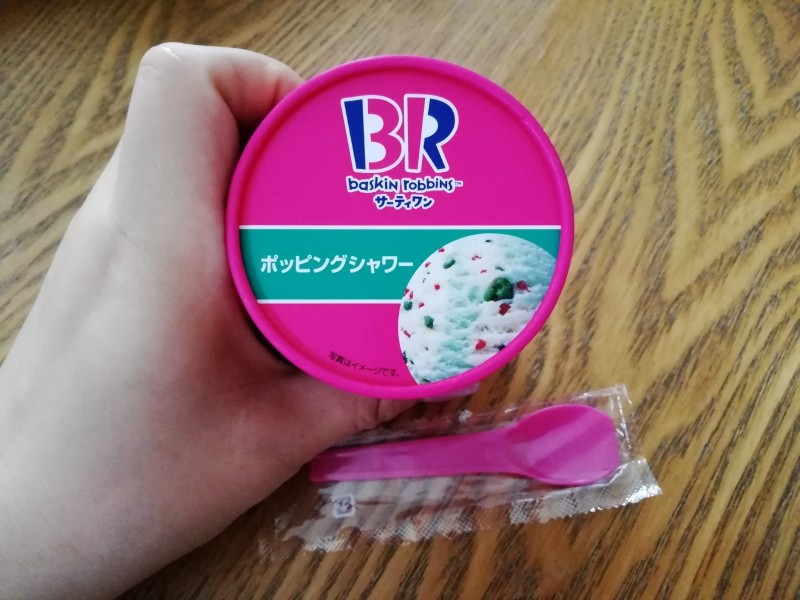 BR
baskin robbins™
サーティワン
ポッピングシャワー
写真はイメージです。